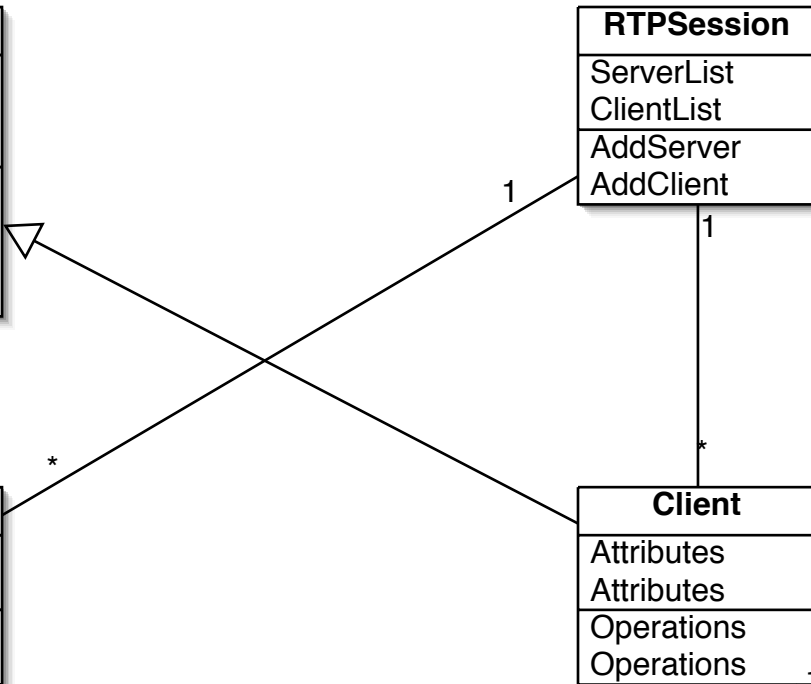 RTPSession
ServerList
ClientList
AddServer
AddClient
1
1
*
*
Client
Attributes
Attributes
Operations
Operations